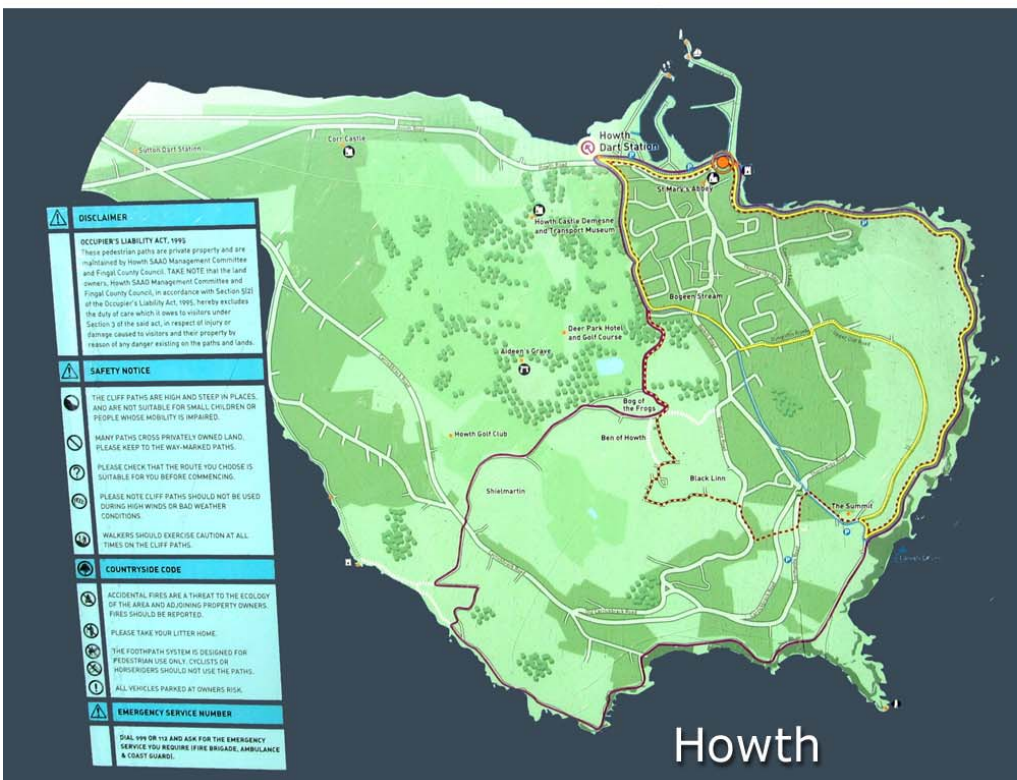 Howth
Dart Station
Sutton Dart Station
Corr Castle
St Mark's Abbey
Howth Castle Demesne
and Transport Museum
Bogeen Stream
Deer Park Hotel
and Golf Course
Aideen's Grave
Bog of
the Frogs
Howth Golf Club
Ben of Howth
Shielmartin
Black Linn
The Summit
DISCLAIMER
OCCUPIER'S LIABILITY ACT, 1995
These pedestrian paths are private property and are
maintained by Howth SAAO Management Committee
and Fingal County Council. TAKE NOTE that the land
owners, Howth SAAO Management Committee and
Fingal County Council, in accordance with Section 5(2)
of the Occupier's Liability Act, 1995, hereby excludes
the duty of care which it owes to visitors under
Section 3 of the said act, in respect of injury or
damage caused to visitors and their property by
reason of any danger existing on the paths and lands.
SAFETY NOTICE
THE CLIFF PATHS ARE HIGH AND STEEP IN PLACES,
AND ARE NOT SUITABLE FOR SMALL CHILDREN OR
PEOPLE WHOSE MOBILITY IS IMPAIRED.
MANY PATHS CROSS PRIVATELY OWNED LAND,
PLEASE KEEP TO THE WAY-MARKED PATHS.
PLEASE CHECK THAT THE ROUTE YOU CHOOSE IS
SUITABLE FOR YOU BEFORE COMMENCING.
PLEASE NOTE CLIFF PATHS SHOULD NOT BE USED
DURING HIGH WINDS OR BAD WEATHER
CONDITIONS.
WALKERS SHOULD EXERCISE CAUTION AT ALL
TIMES ON THE CLIFF PATHS.
COUNTRYSIDE CODE
ACCIDENTAL FIRES ARE A THREAT TO THE ECOLOGY
OF THE AREA AND ADJOINING PROPERTY OWNERS.
FIRES SHOULD BE REPORTED.
PLEASE TAKE YOUR LITTER HOME.
THE FOOTPATH SYSTEM IS DESIGNED FOR
PEDESTRIAN USE ONLY, CYCLISTS OR
HORSERIDERS SHOULD NOT USE THE PATHS.
ALL VEHICLES PARKED AT OWNERS RISK.
EMERGENCY SERVICE NUMBER
DIAL 999 OR 112 AND ASK FOR THE EMERGENCY
SERVICE YOU REQUIRE (FIRE BRIGADE, AMBULANCE
& COAST GUARD).
Howth